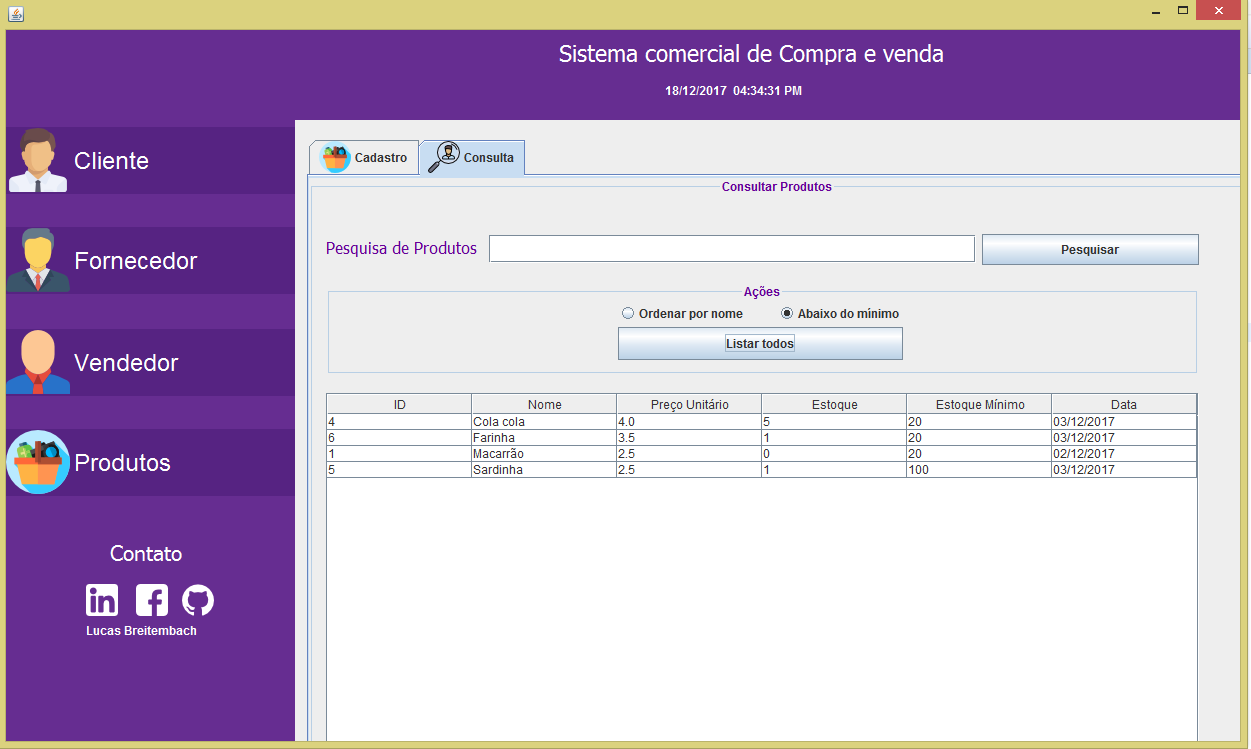 Sistema comercial de Compra e venda
18/12/2017 04:34:31 PM
Cliente
Fornecedor
Vendedor
Produtos
Contato
in f
Lucas Breitembach
Cadastro Consulta
Consultar Produtos
Pesquisa de Produtos Pesquisar
Ações
Ordenar por nome Abaixo do mínimo
Listar todos
ID Nome Preço Unitário Estoque Estoque Mínimo Data
4 Cola cola 4.0 5 20 03/12/2017
6 Farinha 3.5 1 20 03/12/2017
1 Macarrão 2.5 0 20 02/12/2017
5 Sardinha 2.5 1 100 03/12/2017